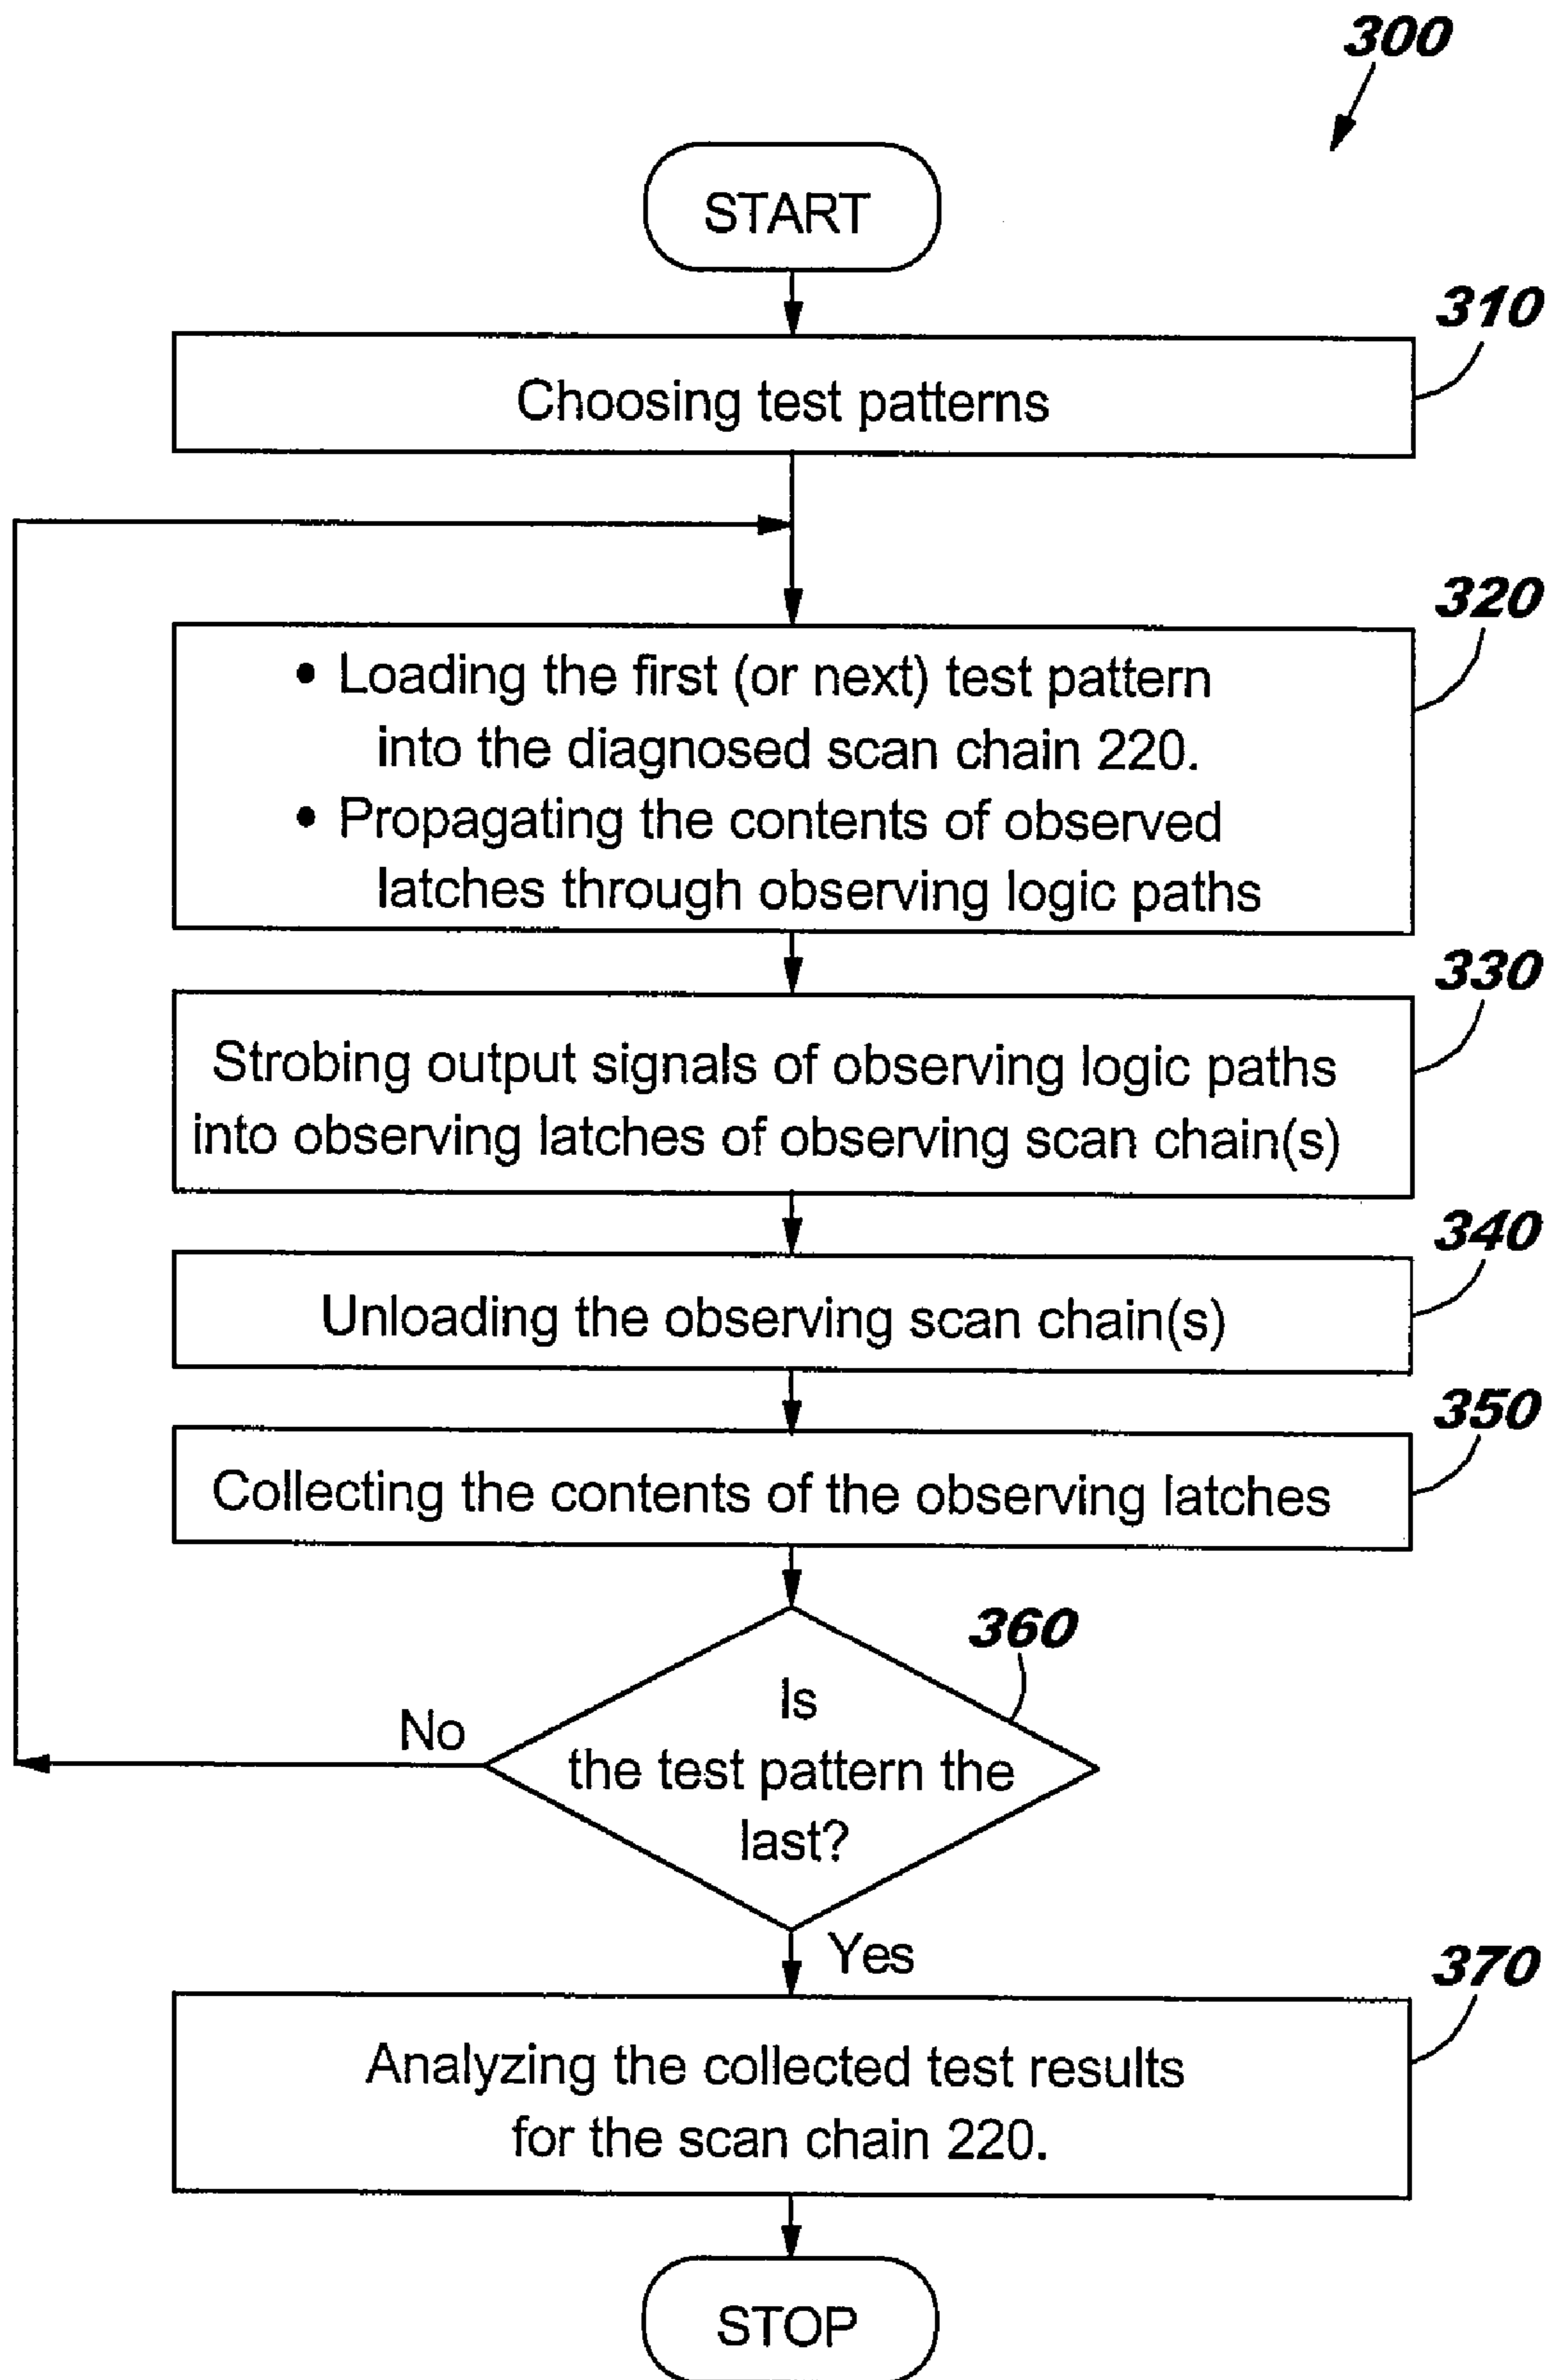 300
START
310
Choosing test patterns
320
• Loading the first (or next) test pattern
into the diagnosed scan chain 220.
• Propagating the contents of observed
latches through observing logic paths
330
Strobing output signals of observing logic paths
into observing latches of observing scan chain(s)
340
Unloading the observing scan chain(s)
350
Collecting the contents of the observing latches
360
Is
the test pattern the
last?
No
Yes
370
Analyzing the collected test results
for the scan chain 220.
STOP